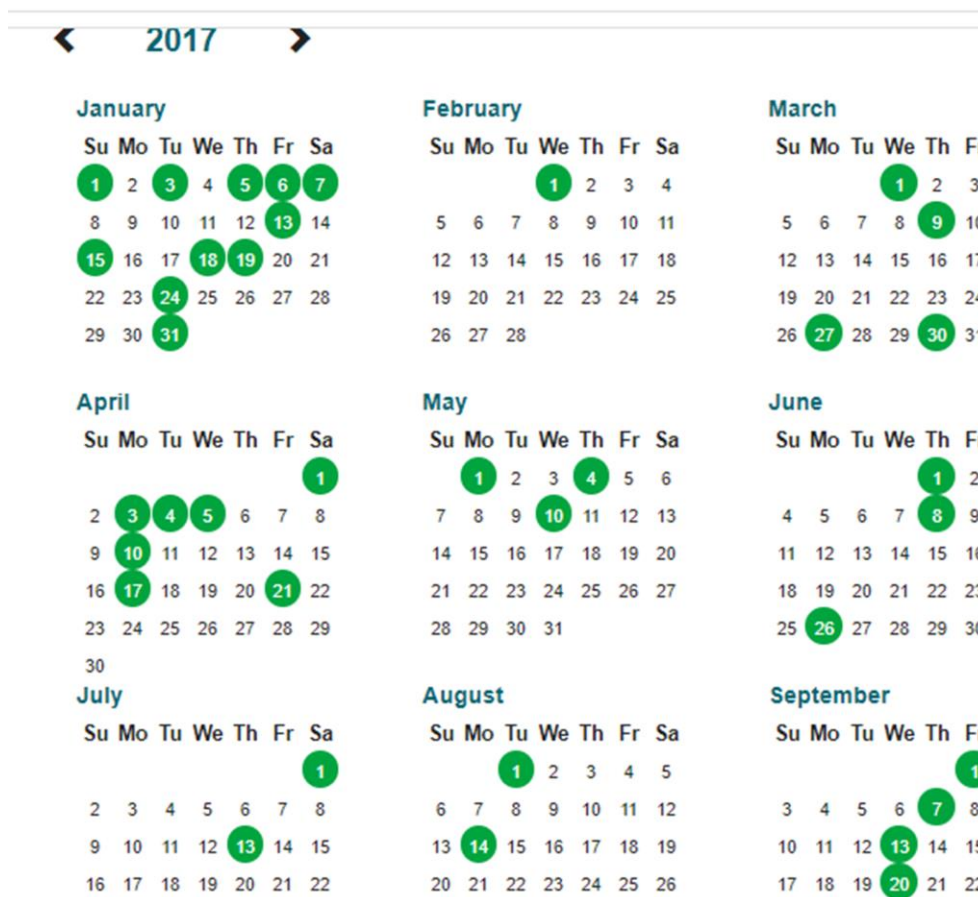 2017
January
Su Mo Tu We Th Fr Sa
1 2 3 4 5 6 7
8 9 10 11 12 13 14
15 16 17 18 19 20 21
22 23 24 25 26 27 28
29 30 31
February
Su Mo Tu We Th Fr Sa
1 2 3 4
5 6 7 8 9 10 11
12 13 14 15 16 17 18
19 20 21 22 23 24 25
26 27 28
March
Su Mo Tu We Th
1 2 3
5 6 7 8 9
12 13 14 15 16
19 20 21 22 23
26 27 28 29 30
April
Su Mo Tu We Th Fr Sa
1
2 3 4 5 6 7 8
9 10 11 12 13 14 15
16 17 18 19 20 21 22
23 24 25 26 27 28 29
30
May
Su Mo Tu We Th Fr Sa
1 2 3 4 5 6
7 8 9 10 11 12 13
14 15 16 17 18 19 20
21 22 23 24 25 26 27
28 29 30 31
June
Su Mo Tu We Th
1 2
4 5 6 7 8 9
11 12 13 14 15
18 19 20 21 22
25 26 27 28 29
July
Su Mo Tu We Th Fr Sa
1
2 3 4 5 6 7 8
9 10 11 12 13 14 15
16 17 18 19 20 21 22
August
Su Mo Tu We Th Fr Sa
1 2 3 4 5
6 7 8 9 10 11 12
13 14 15 16 17 18 19
20 21 22 23 24 25 26
September
Su Mo Tu We Th
1
3 4 5 6 7 8
10 11 12 13 14
17 18 19 20 21